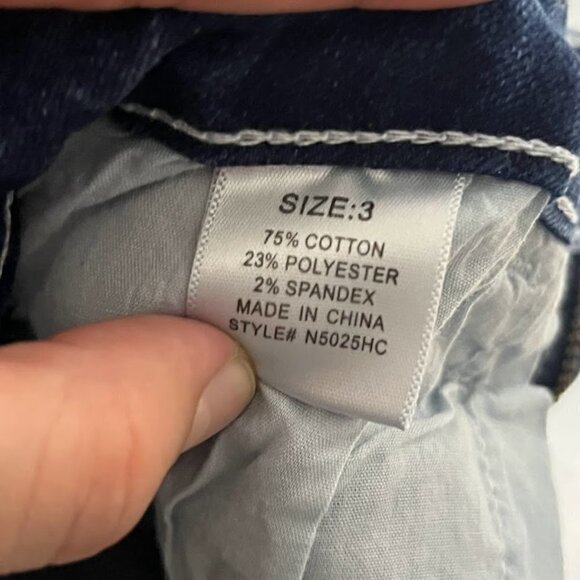 SIZE:3
75% COTTON
23% POLYESTER
2% SPANDEX
MADE IN CHINA
STYLE# N5025HC